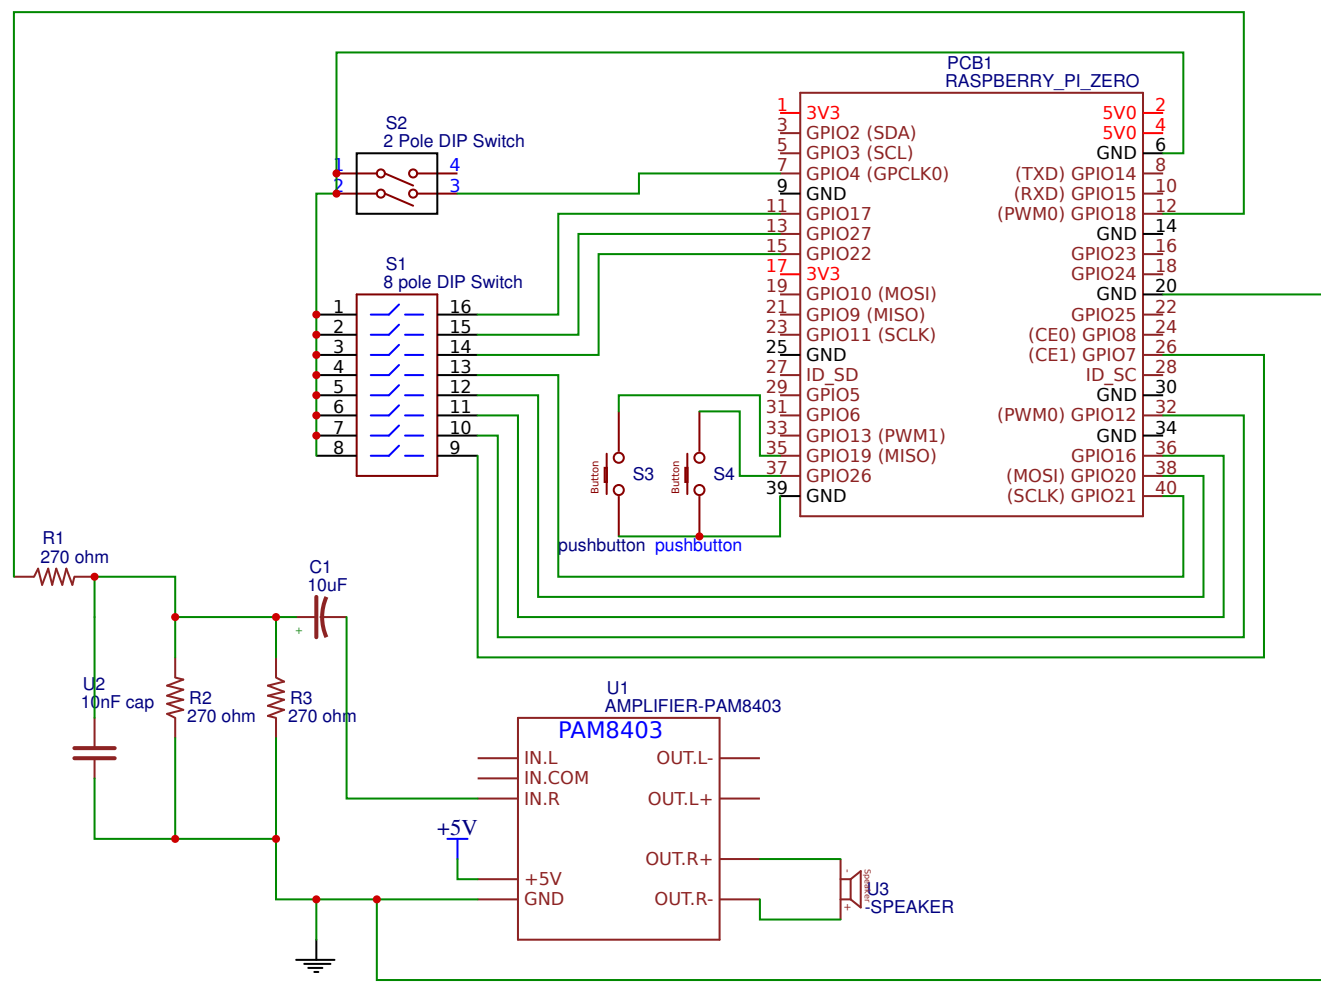 PCB1
RASPBERRY_PI_ZERO
1 3V3 5V0 2
3 GPIO2 (SDA) 5V0 4
5 GPIO3 (SCL) GND 6
7 GPIO4 (GPCLK0) (TXD) GPIO14 8
9 GND (RXD) GPIO15 10
11 GPIO17 (PWM0) GPIO18 12
13 GPIO27 GND 14
15 GPIO22 GPIO23 16
17 3V3 GPIO24 18
19 GPIO10 (MOSI) GND 20
21 GPIO9 (MISO) GPIO25 22
23 GPIO11 (SCLK) (CE0) GPIO8 24
25 GND (CE1) GPIO7 26
27 ID_SD ID_SC 28
29 GPIO5 GND 30
31 GPIO6 (PWM0) GPIO12 32
33 GPIO13 (PWM1) GND 34
35 GPIO19 (MISO) GPIO16 36
37 GPIO26 (MOSI) GPIO20 38
39 GND (SCLK) GPIO21 40
S2
2 Pole DIP Switch
1 4
2 3
S1
8 pole DIP Switch
1 16
2 15
3 14
4 13
5 12
6 11
7 10
8 9
Button S3
Button S4
pushbutton pushbutton
R1
270 ohm
C1
10uF
+
U2
10nF cap
R2
270 ohm
R3
270 ohm
U1
AMPLIFIER-PAM8403
PAM8403
IN.L OUT.L-
IN.COM
IN.R OUT.L+
+5V
OUT.R+
+5V
GND OUT.R-
-
Speaker
+
U3
-SPEAKER